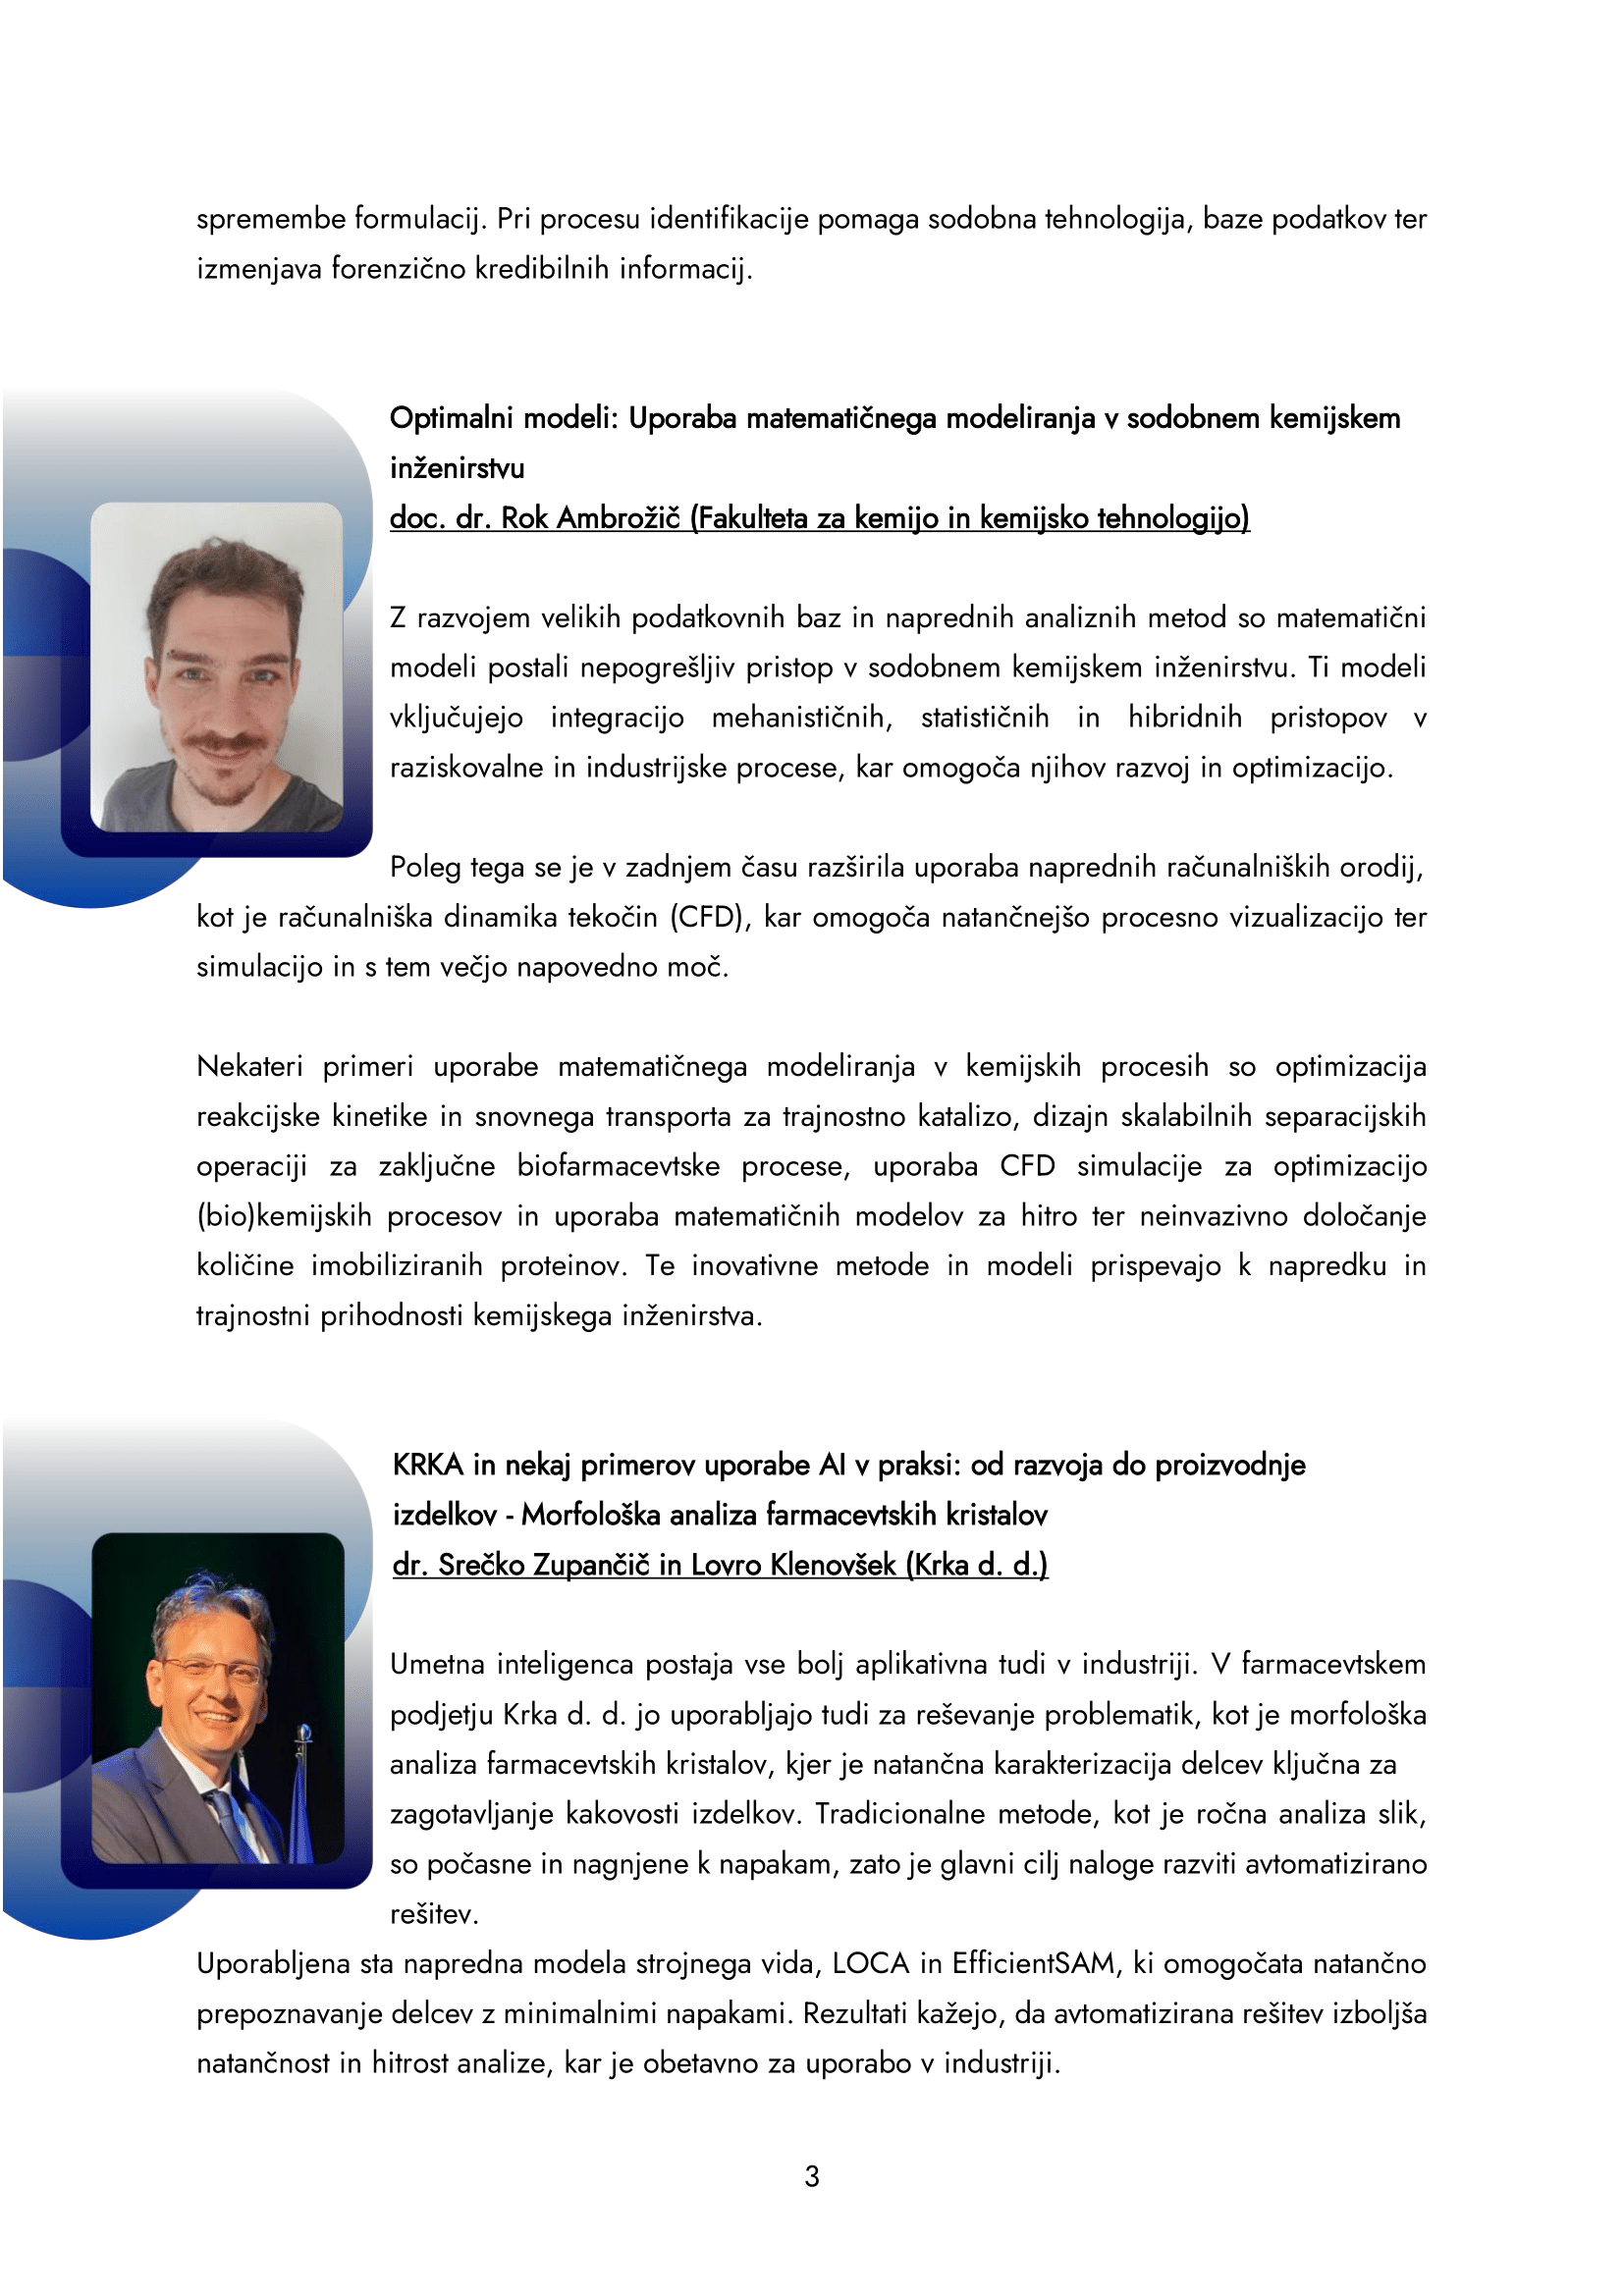 spremembe formulacij. Pri procesu identifikacije pomaga sodobna tehnologija, baze podatkov ter
izmenjava forenzično kredibilnih informacij.
Optimalni modeli: Uporaba matematičnega modeliranja v sodobnem kemijskem
inženirstvu
doc. dr. Rok Ambrožič (Fakulteta za kemijo in kemijsko tehnologijo)
Z razvojem velikih podatkovnih baz in naprednih analiznih metod so matematični
modeli postali nepogrešljiv pristop v sodobnem kemijskem inženirstvu. Ti modeli
vključujejo integracijo mehanističnih, statističnih in hibridnih pristopov v
raziskovalne in industrijske procese, kar omogoča njihov razvoj in optimizacijo.
Poleg tega se je v zadnjem času razširila uporaba naprednih računalniških orodij,
kot je računalniška dinamika tekočin (CFD), kar omogoča natančnejšo procesno vizualizacijo ter
simulacijo in s tem večjo napovedno moč.
Nekateri primeri uporabe matematičnega modeliranja v kemijskih procesih so optimizacija
reakcijske kinetike in snovnega transporta za trajnostno katalizo, dizajn skalabilnih separacijskih
operaciji za zaključne biofarmacevtske procese, uporaba CFD simulacije za optimizacijo
(bio)kemijskih procesov in uporaba matematičnih modelov za hitro ter neinvazivno določanje
količine imobiliziranih proteinov. Te inovativne metode in modeli prispevajo k napredku in
trajnostni prihodnosti kemijskega inženirstva.
KRKA in nekaj primerov uporabe AI v praksi: od razvoja do proizvodnje
izdelkov - Morfološka analiza farmacevtskih kristalov
dr. Srečko Zupančič in Lovro Klenovšek (Krka d. d.)
Umetna inteligenca postaja vse bolj aplikativna tudi v industriji. V farmacevtskem
podjetju Krka d. d. jo uporabljajo tudi za reševanje problematik, kot je morfološka
analiza farmacevtskih kristalov, kjer je natančna karakterizacija delcev ključna za
zagotavljanje kakovosti izdelkov. Tradicionalne metode, kot je ročna analiza slik,
so počasne in nagnjene k napakam, zato je glavni cilj naloge razviti avtomatizirano
rešitev.
Uporabljena sta napredna modela strojnega vida, LOCA in EfficientSAM, ki omogočata natančno
prepoznavanje delcev z minimalnimi napakami. Rezultati kažejo, da avtomatizirana rešitev izboljša
natančnost in hitrost analize, kar je obetavno za uporabo v industriji.
3